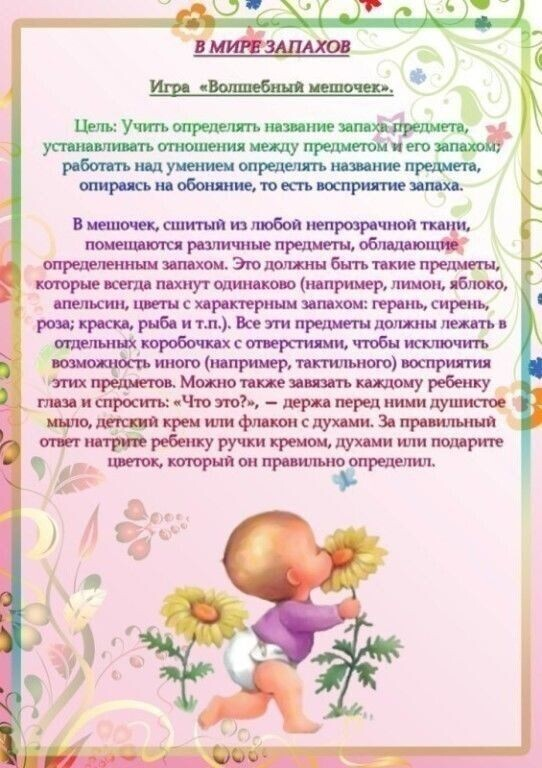 В МИРЕ ЗАПАХОВ
Игра «Волшебный мешочек».
Цель: Учить определять название запаха предмета,
устанавливать отношения между предметом и его запахом;
работать над умением определять название предмета,
опираясь на обоняние, то есть восприятие запаха.
В мешочек, сшитый из любой непрозрачной ткани,
помещаются различные предметы, обладающие
определенным запахом. Это должны быть такие предметы,
которые всегда пахнут одинаково (например, лимон, яблоко,
апельсин, цветы с характерным запахом: герань, сирень,
роза; краска, рыба и т.п.). Все эти предметы должны лежать в
отдельных коробочках с отверстиями, чтобы исключить
возможность иного (например, тактильного) восприятия
этих предметов. Можно также завязать каждому ребенку
глаза и спросить: «Что это?», — держа перед ними душистое
мыло, детский крем или флакон с духами. За правильный
ответ натрите ребенку ручки кремом, духами или подарите
цветок, который он правильно определил.